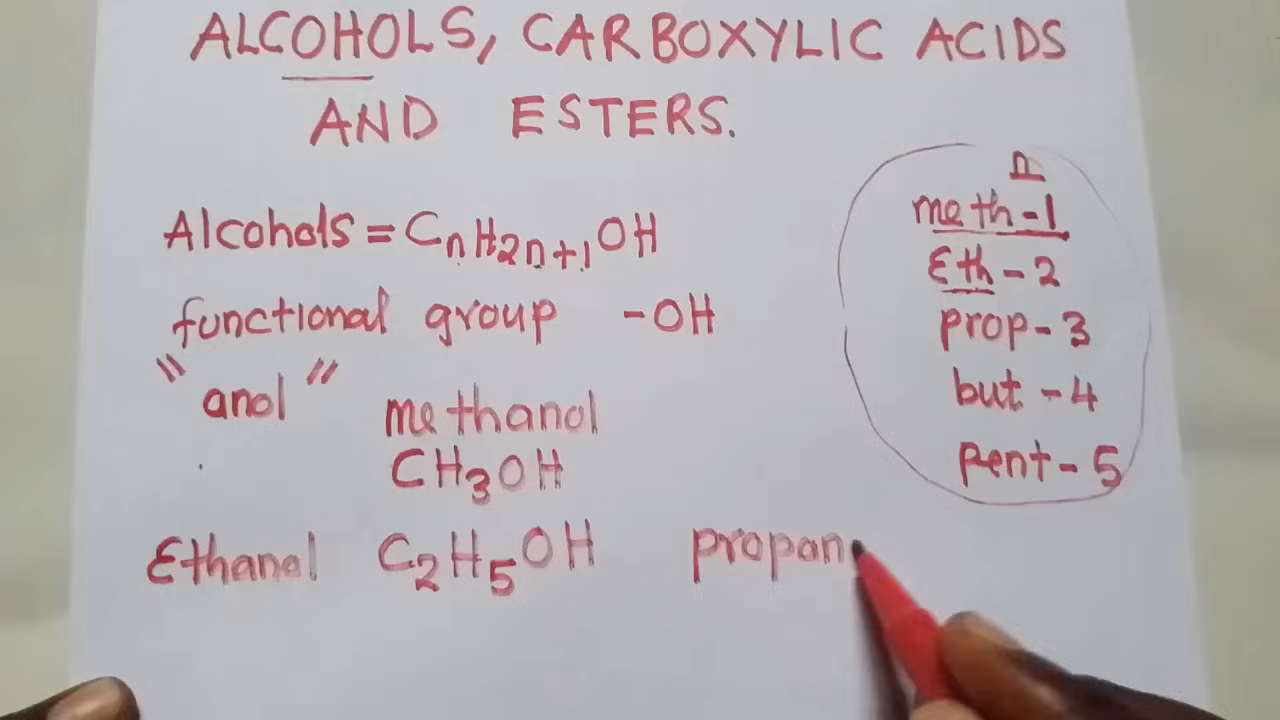 ALCOHOLS, CARBOXYLIC ACIDS
AND ESTERS.
Alcohols = CnH2n+1OH
functional group -OH
"anol" methanol
CH3OH
Ethanol C2H5OH propan
n
meth-1
Eth-2
prop-3
but-4
pent-5